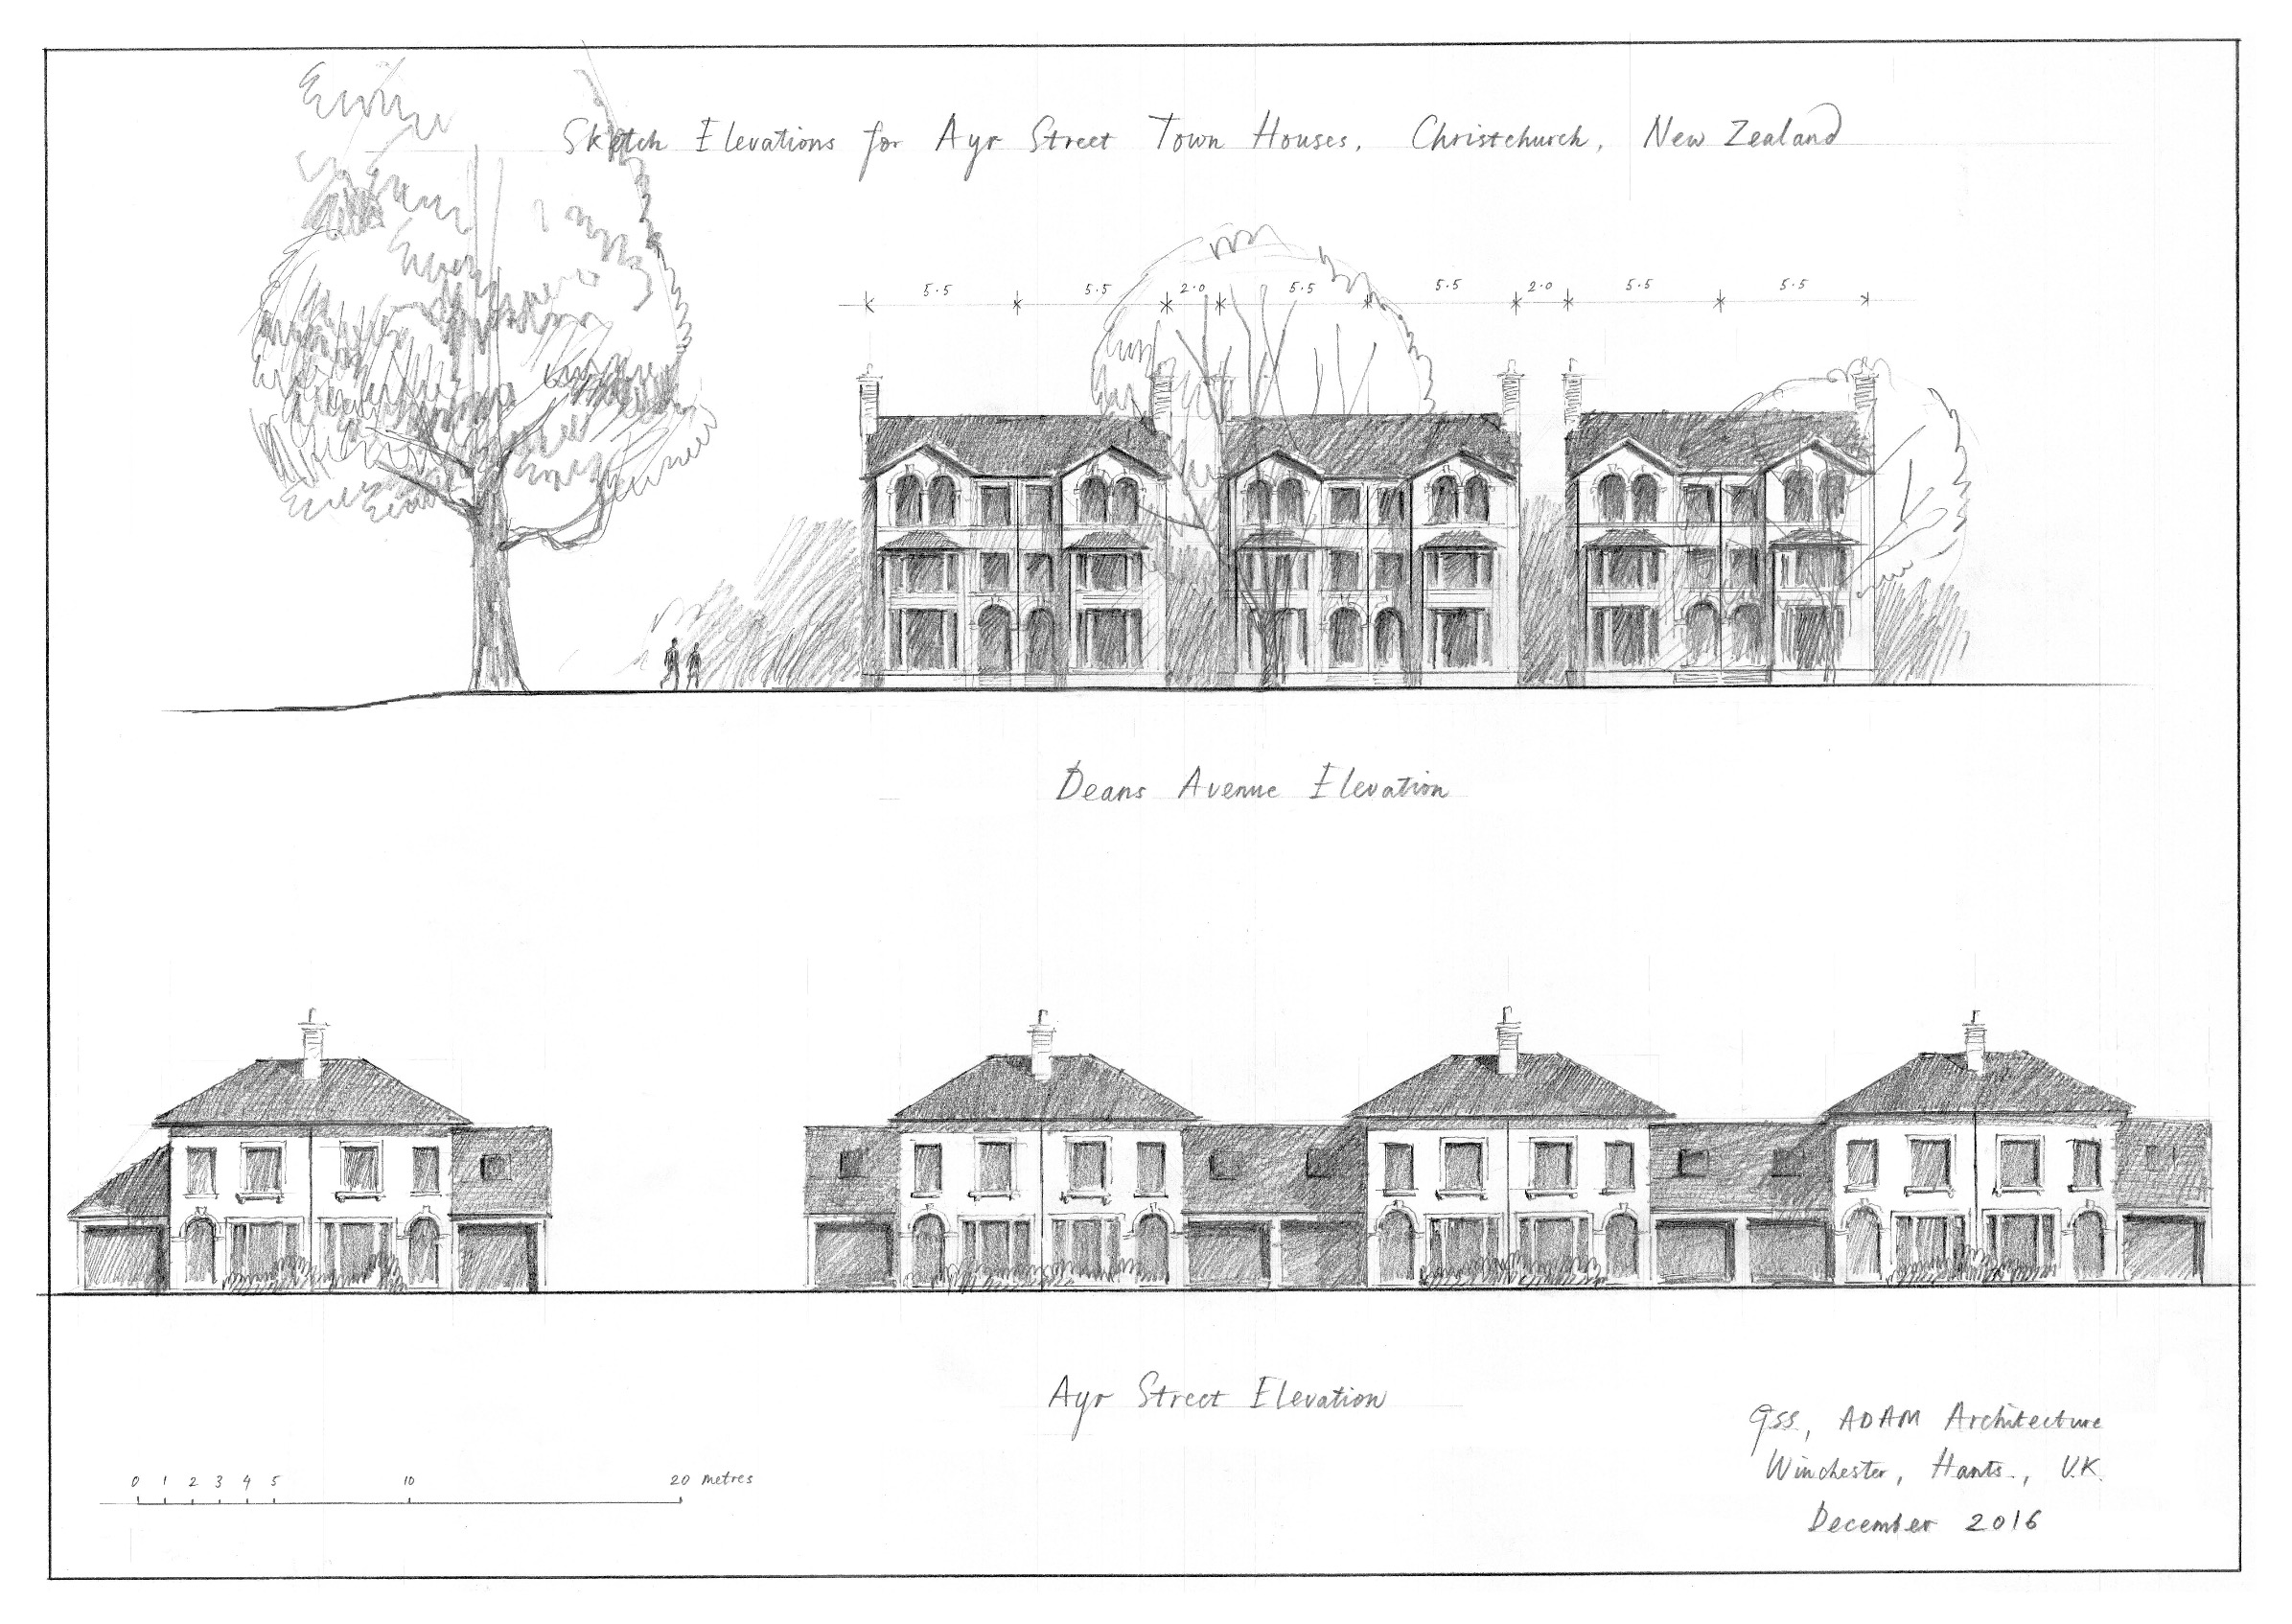 Sketch Elevations for Ayr Street Town Houses, Christchurch, New Zealand
5.5 5.5 2.0 5.5 5.5 2.0 5.5 5.5
Deans Avenue Elevation
Ayr Street Elevation
GSS, ADAM Architecture
Winchester, Hants., U.K.
December 2016
0 1 2 3 4 5 10 20 metres